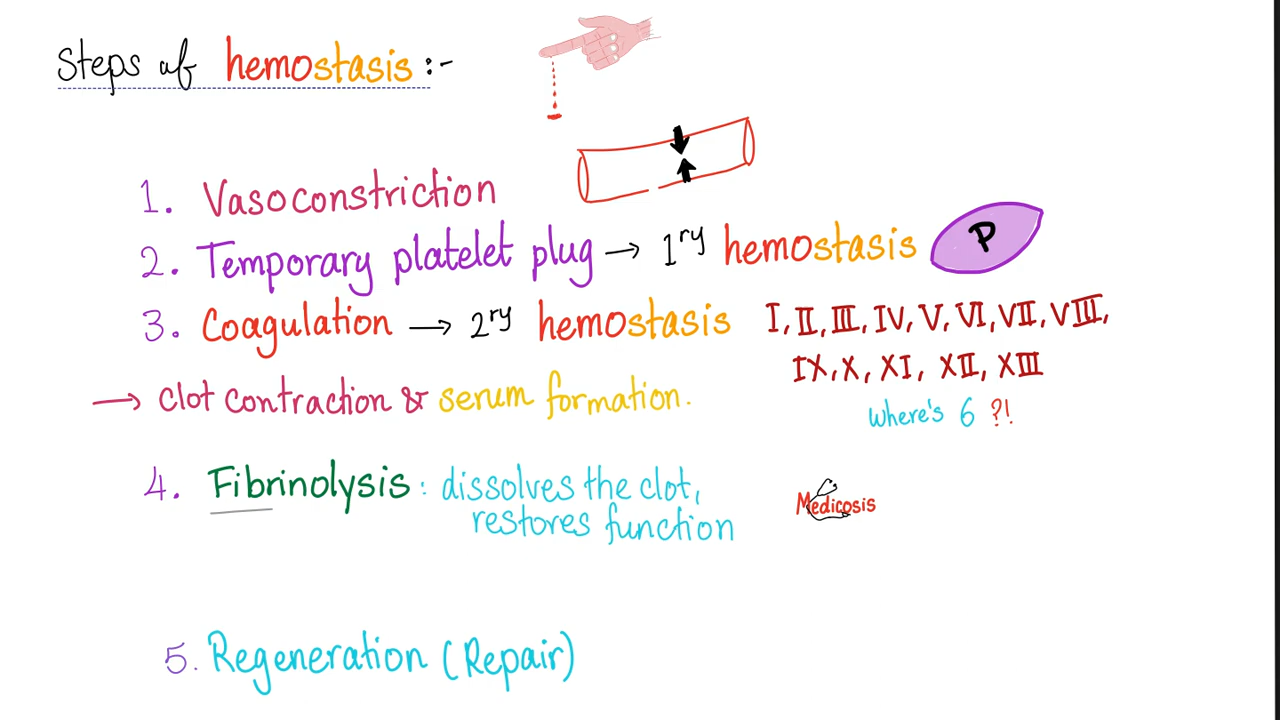 Steps of hemostasis :-
1. Vasoconstriction
2. Temporary platelet plug → 1ry hemostasis P
3. Coagulation → 2ry hemostasis I, II, III, IV, V, VI, VII, VIII,
IX, X, XI, XII, XIII
→ Clot contraction & serum formation.
where's 6 ?!
4. Fibrinolysis : dissolves the clot,
restores function
Medicosis
5. Regeneration (Repair)